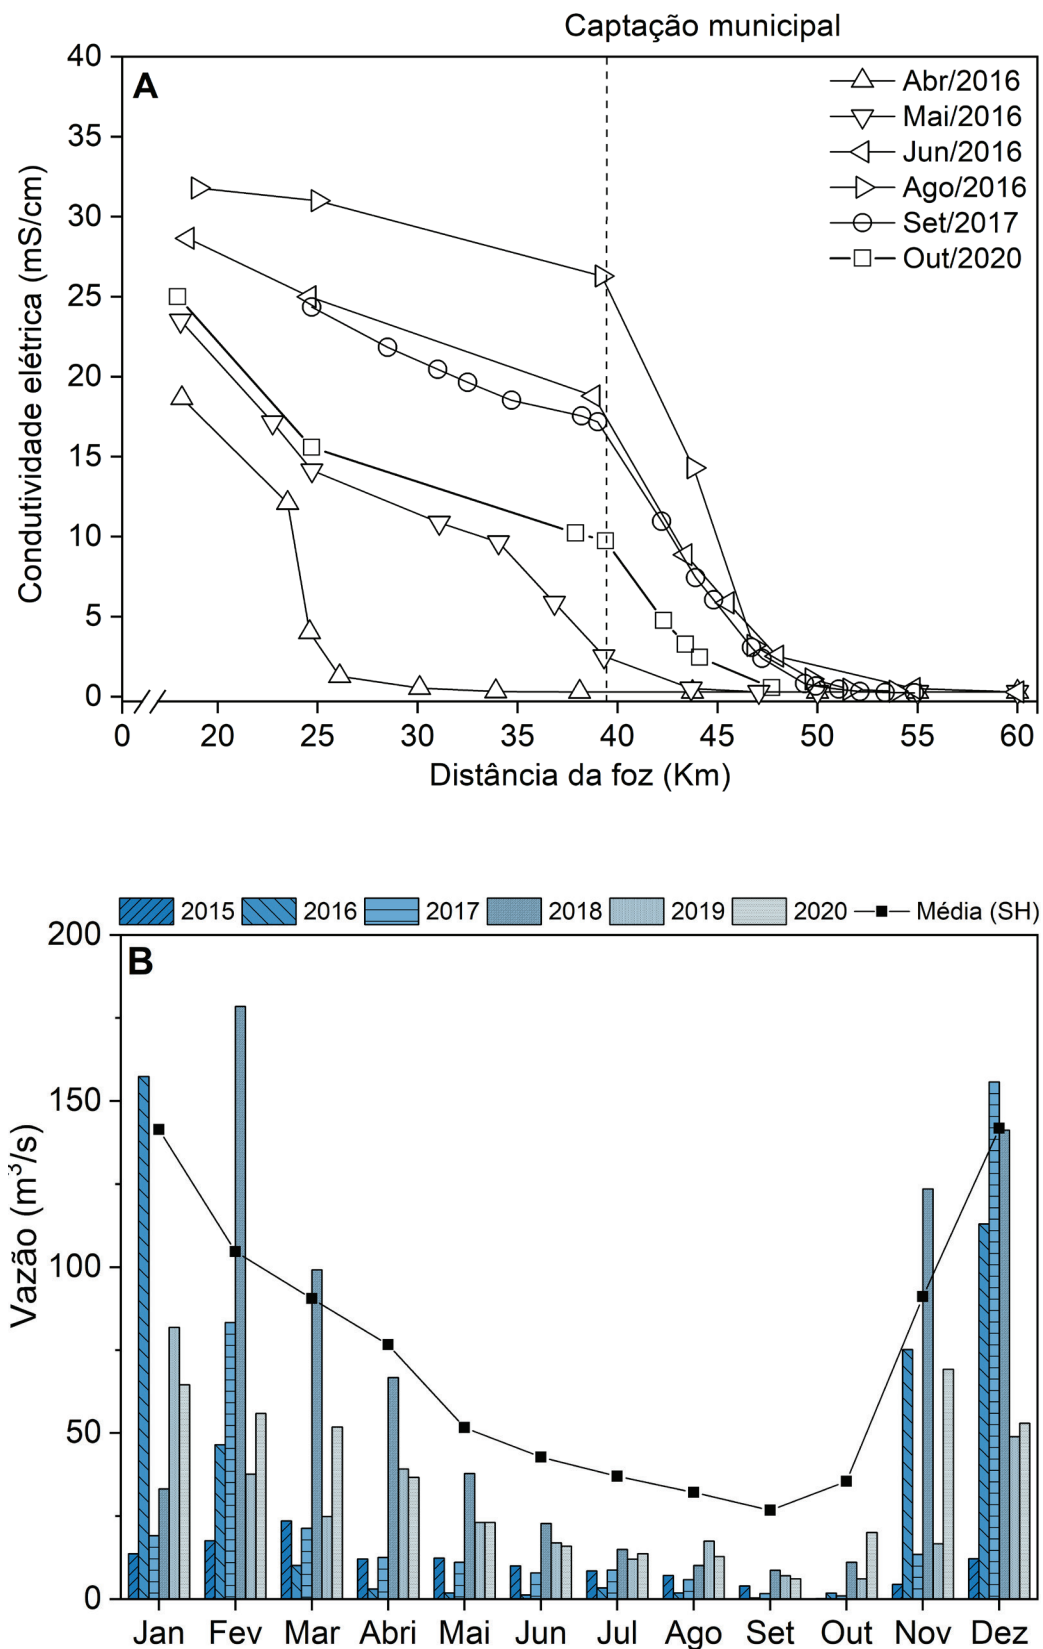 Captação municipal
A
Abr/2016
Mai/2016
Jun/2016
Ago/2016
Set/2017
Out/2020
40
35
30
25
20
15
10
5
0
Condutividade elétrica (mS/cm)
0 20 25 30 35 40 45 50 55 60
Distância da foz (Km)
2015 2016 2017 2018 2019 2020 Média (SH)
B
200
150
100
50
0
Vazão (m³/s)
Jan Fev Mar Abri Mai Jun Jul Ago Set Out Nov Dez